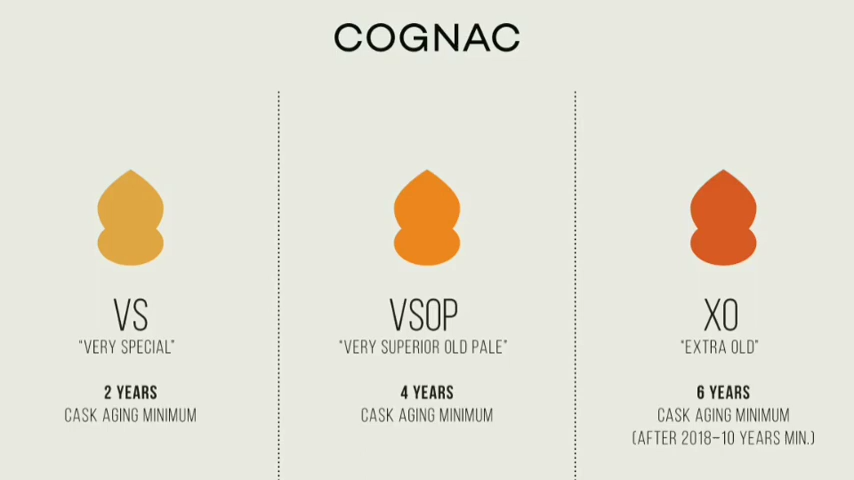 COGNAC
VS
"VERY SPECIAL"
2 YEARS
CASK AGING MINIMUM
VSOP
"VERY SUPERIOR OLD PALE"
4 YEARS
CASK AGING MINIMUM
XO
"EXTRA OLD"
6 YEARS
CASK AGING MINIMUM
(AFTER 2018–10 YEARS MIN.)